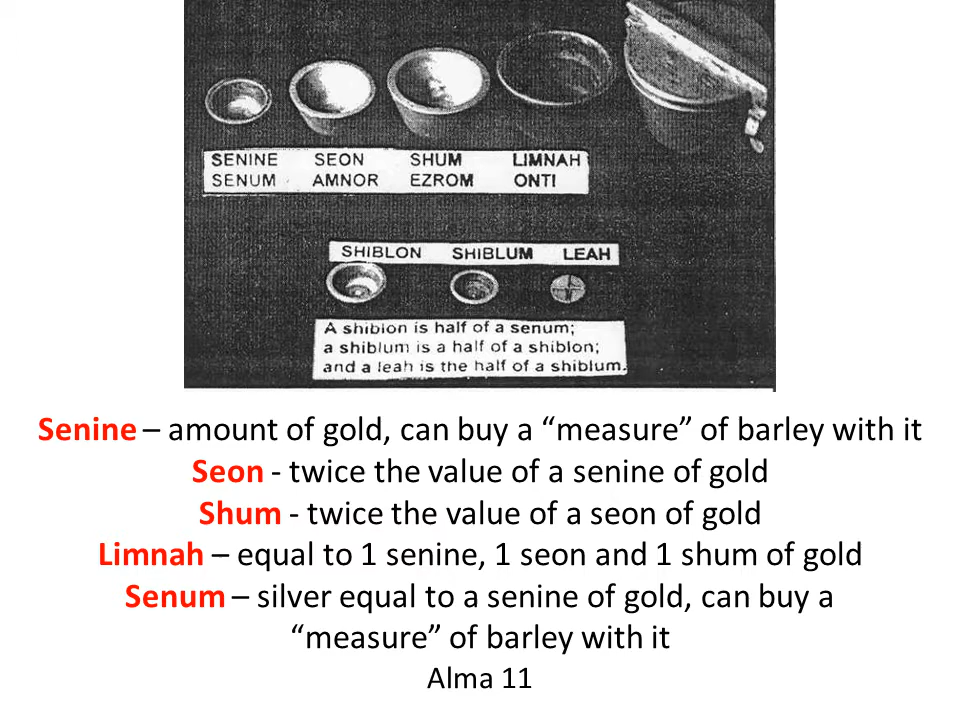 SENINE SEON SHUM LIMNAH
SENUM AMNOR EZROM ONTI
SHIBLON SHIBLUM LEAH
A shiblon is half of a senum;
a shiblum is a half of a shiblon;
and a leah is the half of a shiblum.
Senine – amount of gold, can buy a “measure” of barley with it
Seon - twice the value of a senine of gold
Shum - twice the value of a seon of gold
Limnah – equal to 1 senine, 1 seon and 1 shum of gold
Senum – silver equal to a senine of gold, can buy a
“measure” of barley with it
Alma 11